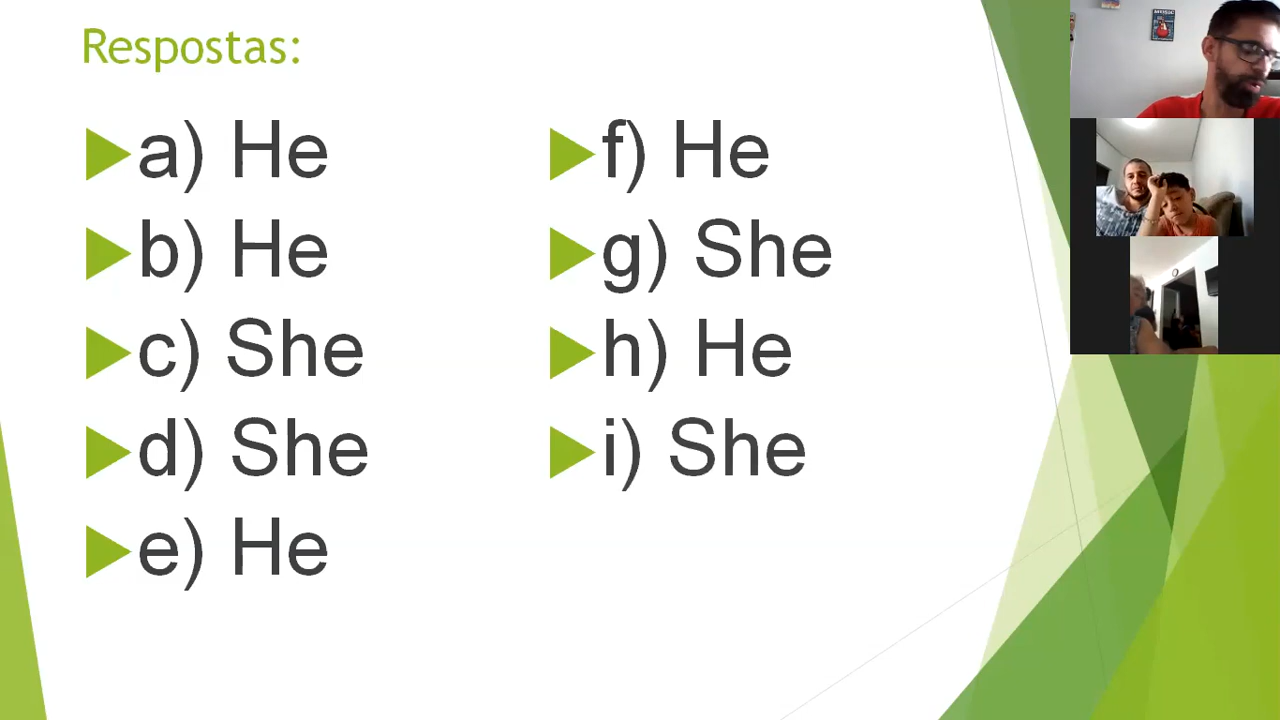 Respostas:
a) He
b) He
c) She
d) She
e) He
f) He
g) She
h) He
i) She